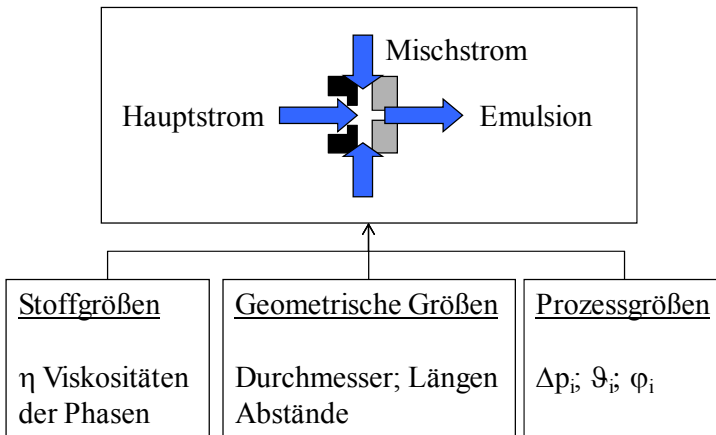 Mischstrom
Hauptstrom
Emulsion
Stoffgrößen
η Viskositäten
der Phasen
Geometrische Größen
Durchmesser; Längen
Abstände
Prozessgrößen
Δpᵢ; ϑᵢ; φᵢ